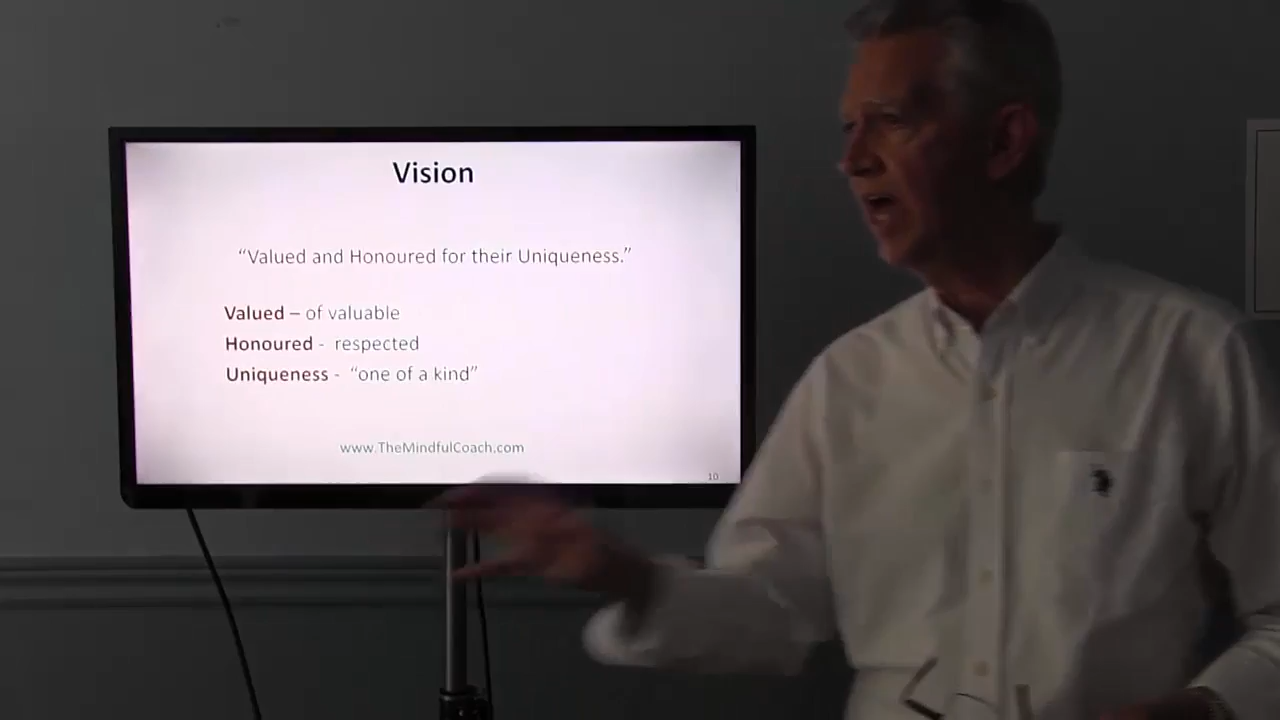 Vision
“Valued and Honoured for their Uniqueness.”
Valued – of valuable
Honoured - respected
Uniqueness - “one of a kind”
www.TheMindfulCoach.com
10